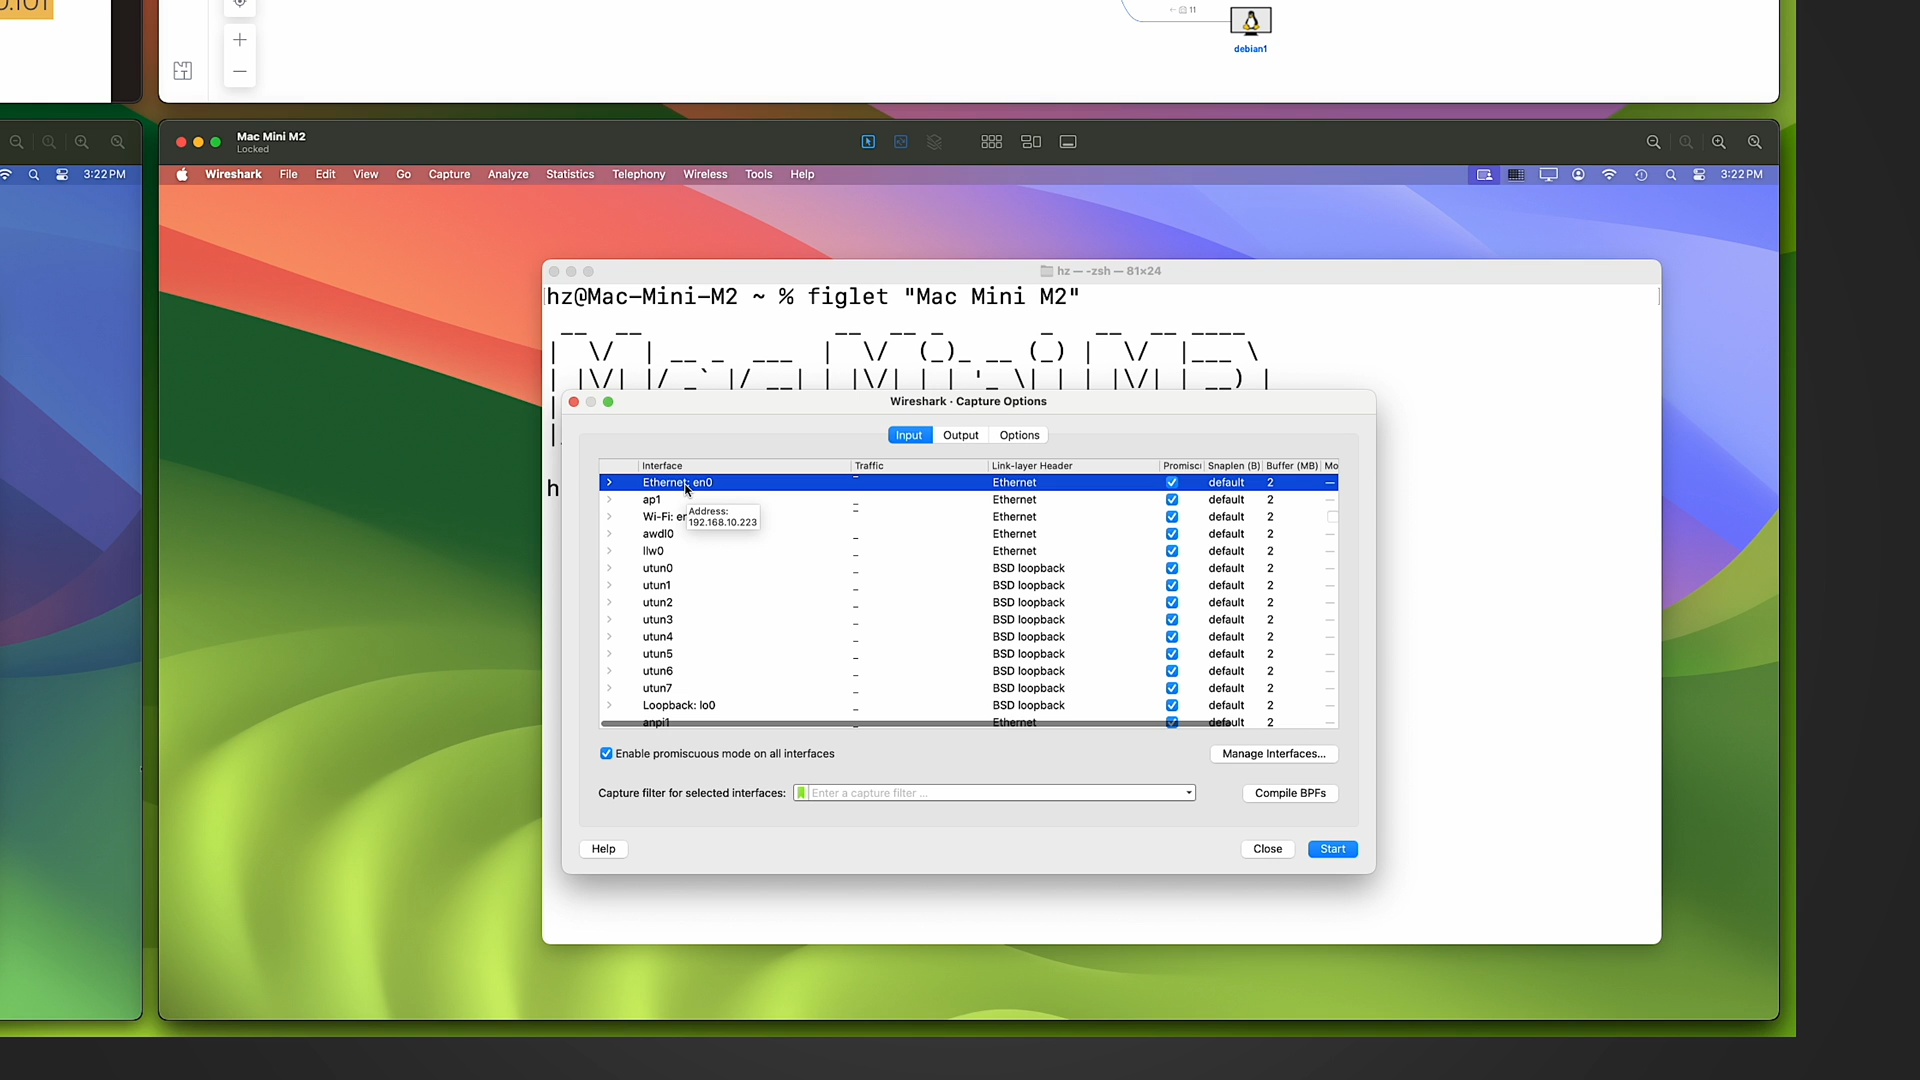 11
debian1
Mac Mini M2
Locked
3:22 PM
Wireshark File Edit View Go Capture Analyze Statistics Telephony Wireless Tools Help
3:22 PM
hz — -zsh — 81×24
hz@Mac-Mini-M2 ~ % figlet "Mac Mini M2"
Wireshark · Capture Options
Input Output Options
Interface Traffic Link-layer Header Promisc Snaplen (B) Buffer (MB) Mo
Ethernet: en0 Ethernet default 2 —
ap1 Ethernet default 2 —
Wi-Fi: Ethernet default 2
Address:
192.168.10.223
awdl0 Ethernet default 2 —
llw0 Ethernet default 2 —
utun0 BSD loopback default 2 —
utun1 BSD loopback default 2 —
utun2 BSD loopback default 2 —
utun3 BSD loopback default 2 —
utun4 BSD loopback default 2 —
utun5 BSD loopback default 2 —
utun6 BSD loopback default 2 —
utun7 BSD loopback default 2 —
Loopback: lo0 BSD loopback default 2 —
anpi1 Ethernet default 2 —
Enable promiscuous mode on all interfaces
Manage Interfaces...
Capture filter for selected interfaces: Enter a capture filter ...
Compile BPFs
Help Close Start